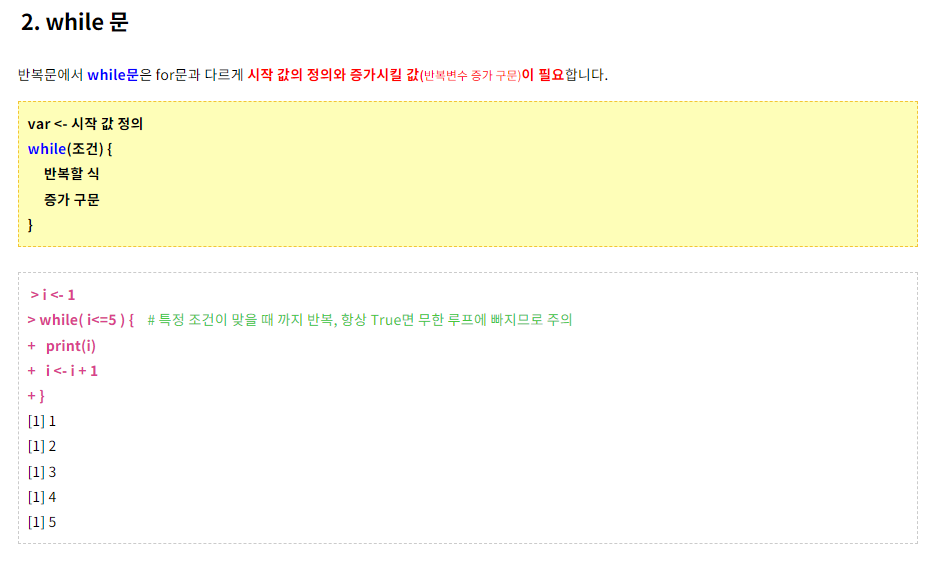 2. while 문
반복문에서 while문은 for문과 다르게 시작 값의 정의와 증가시킬 값(반복변수 증가 구문)이 필요합니다.
var <- 시작 값 정의
while(조건) {
반복할 식
증가 구문
}
> i <- 1
> while( i<=5 ) { # 특정 조건이 맞을 때 까지 반복, 항상 True면 무한 루프에 빠지므로 주의
+ print(i)
+ i <- i + 1
+ }
[1] 1
[1] 2
[1] 3
[1] 4
[1] 5